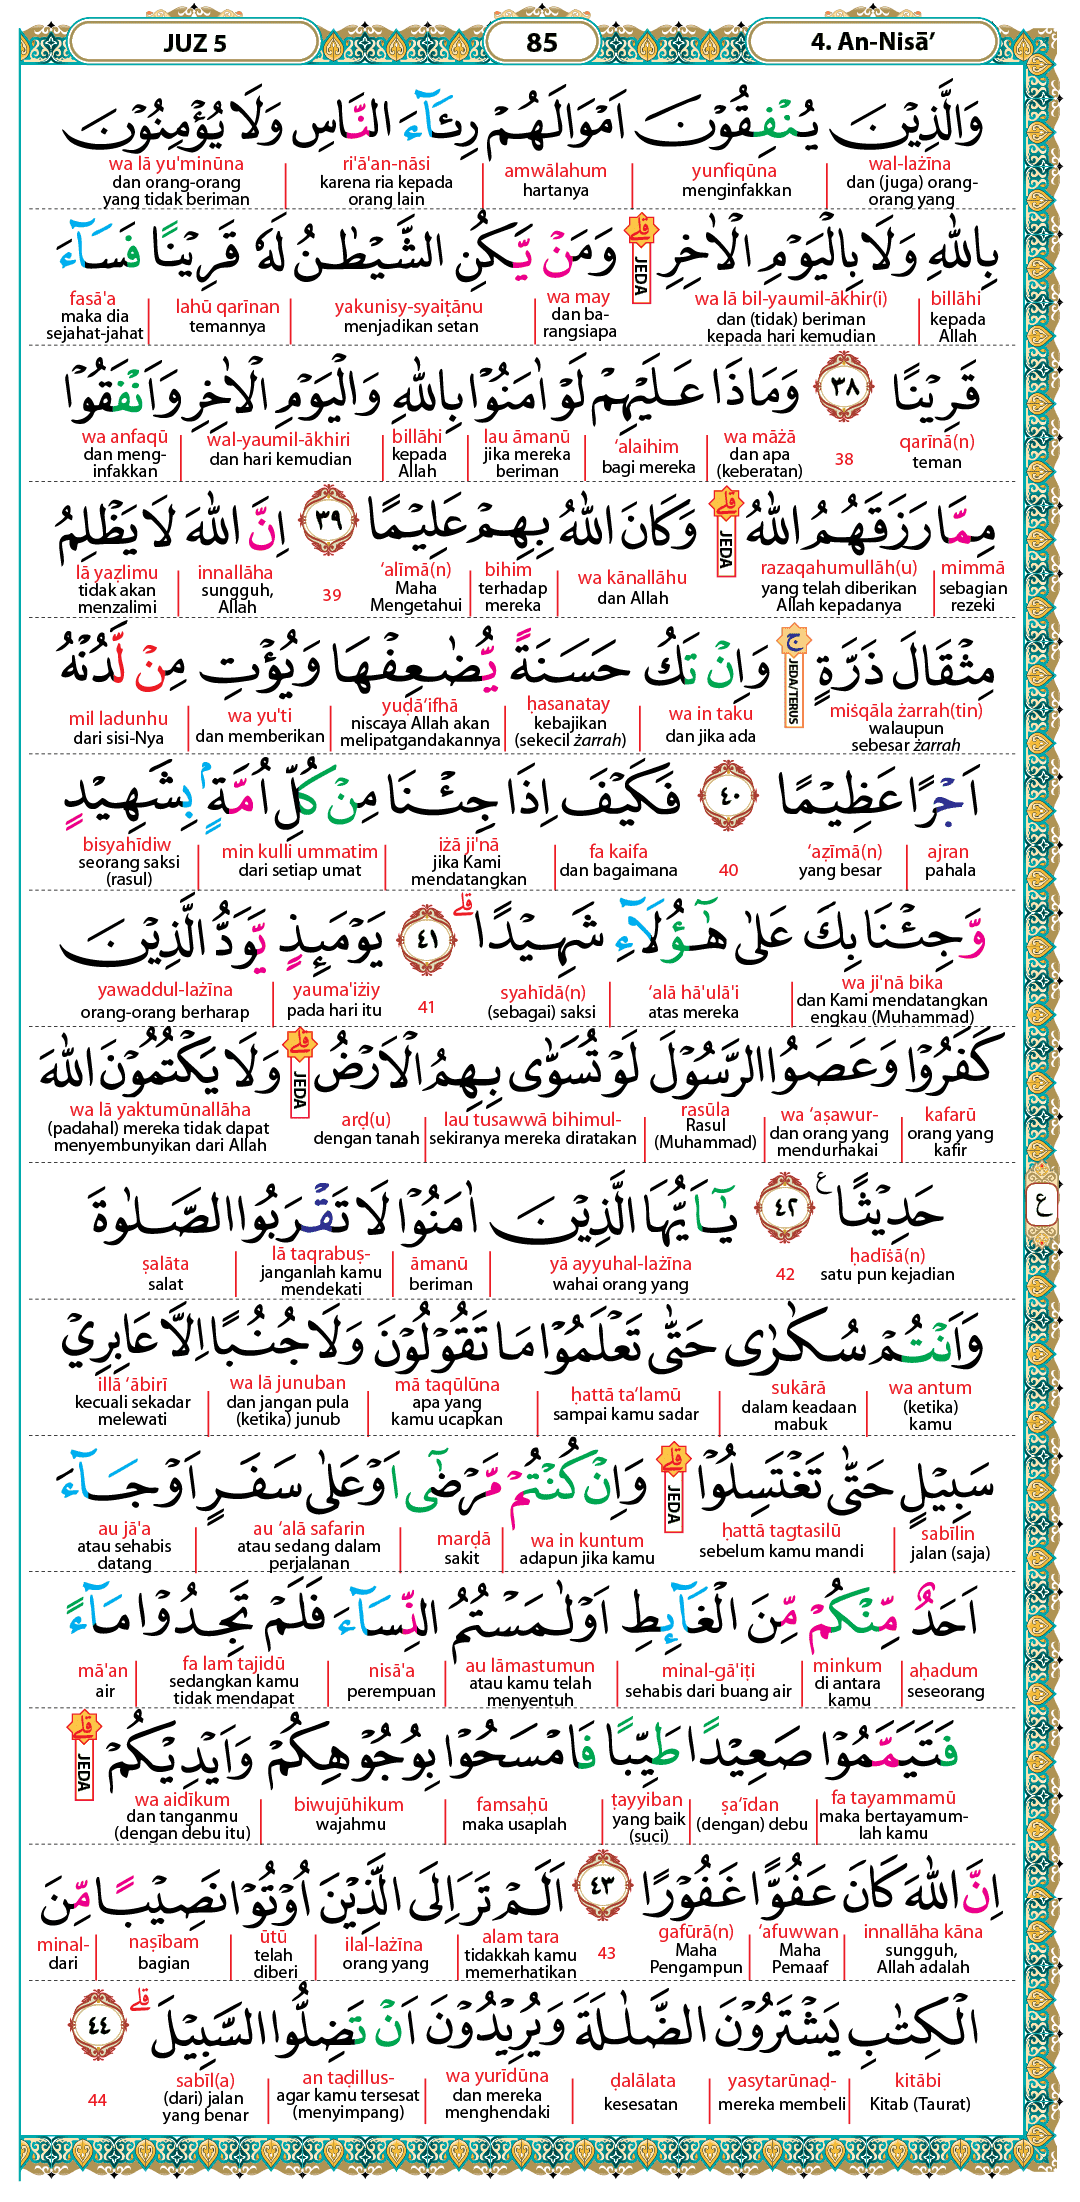 JUZ 5
85
4. An-Nisā’
وَالَّذِيْنَ يُنْفِقُوْنَ اَمْوَالَهُمْ رِئَاۤءَ النَّاسِ وَلَا يُؤْمِنُوْنَ
wal-lażīna
dan (juga) orang-
orang yang
yunfiqūna
menginfakkan
amwālahum
hartanya
ri'ā'an-nāsi
karena ria kepada
orang lain
wa lā yu'minūna
dan orang-orang
yang tidak beriman
بِاللّٰهِ وَلَا بِالْيَوْمِ الْاٰخِرِ ۗ وَمَنْ يَّكُنِ الشَّيْطٰنُ لَهٗ قَرِيْنًا فَسَاۤءَ
JEDA
billāhi
kepada
Allah
wa lā bil-yaumil-ākhir(i)
dan (tidak) beriman
kepada hari kemudian
wa may
dan ba-
rangsiapa
yakunisy-syaiṭānu
menjadikan setan
lahū qarīnan
temannya
fasā'a
maka dia
sejahat-jahat
قَرِيْنًا ٣٨ وَمَاذَا عَلَيْهِمْ لَوْ اٰمَنُوْا بِاللّٰهِ وَالْيَوْمِ الْاٰخِرِ وَاَنْفَقُوْا
qarīnā(n)
teman
38
wa māżā
dan apa
(keberatan)
‘alaihim
bagi mereka
lau āmanū
jika mereka
beriman
billāhi
kepada
Allah
wal-yaumil-ākhiri
dan hari kemudian
wa anfaqū
dan meng-
infakkan
مِمَّا رَزَقَهُمُ اللّٰهُ ۗ وَكَانَ اللّٰهُ بِهِمْ عَلِيْمًا ٣٩ اِنَّ اللّٰهَ لَا يَظْلِمُ
JEDA
mimmā
sebagian
rezeki
razaqahumullāh(u)
yang telah diberikan
Allah kepadanya
wa kānallāhu
dan Allah
bihim
terhadap
mereka
‘alīmā(n)
Maha
Mengetahui
39
innallāha
sungguh,
Allah
lā yaẓlimu
tidak akan
menzalimi
مِثْقَالَ ذَرَّةٍ ۚ وَاِنْ تَكُ حَسَنَةً يُّضٰعِفْهَا وَيُؤْتِ مِنْ لَّدُنْهُ
JEDA/TERUS
miṡqāla żarrah(tin)
walaupun
sebesar żarrah
wa in taku
dan jika ada
ḥasanatay
kebajikan
(sekecil żarrah)
yuḍā‘ifhā
niscaya Allah akan
melipatgandakannya
wa yu'ti
dan memberikan
mil ladunhu
dari sisi-Nya
اَجْرًا عَظِيْمًا ٤٠ فَكَيْفَ اِذَا جِئْنَا مِنْ كُلِّ اُمَّةٍۢ بِشَهِيْدٍ
ajran
pahala
‘aẓīmā(n)
yang besar
40
fa kaifa
dan bagaimana
iżā ji'nā
jika Kami
mendatangkan
min kulli ummatim
dari setiap umat
bisyahīdiw
seorang saksi
(rasul)
وَّجِئْنَا بِكَ عَلٰى هٰٓؤُلَاۤءِ شَهِيْدًا ۗ ٤١ يَوْمَىِٕذٍ يَّوَدُّ الَّذِيْنَ
wa ji'nā bika
dan Kami mendatangkan
engkau (Muhammad)
‘alā hā'ulā'i
atas mereka
syahīdā(n)
(sebagai) saksi
41
yauma'iżiy
pada hari itu
yawaddul-lażīna
orang-orang berharap
كَفَرُوْا وَعَصَوُا الرَّسُوْلَ لَوْ تُسَوّٰى بِهِمُ الْاَرْضُ ۗ وَلَا يَكْتُمُوْنَ اللّٰهَ
JEDA
kafarū
orang yang
kafir
wa ‘aṣawur-
dan orang yang
mendurhakai
rasūla
Rasul
(Muhammad)
lau tusawwā bihimul-
sekiranya mereka diratakan
arḍ(u)
dengan tanah
wa lā yaktumūnallāha
(padahal) mereka tidak dapat
menyembunyikan dari Allah
حَدِيْثًا ࣖ ٤٢ يٰٓاَيُّهَا الَّذِيْنَ اٰمَنُوْا لَا تَقْرَبُوا الصَّلٰوةَ
ع
ḥadīṡā(n)
satu pun kejadian
42
yā ayyuhal-lażīna
wahai orang yang
āmanū
beriman
lā taqrabuṣ-
janganlah kamu
mendekati
ṣalāta
salat
وَاَنْتُمْ سُكٰرٰى حَتّٰى تَعْلَمُوْا مَا تَقُوْلُوْنَ وَلَا جُنُبًا اِلَّا عَابِرِيْ
wa antum
(ketika)
kamu
sukārā
dalam keadaan
mabuk
ḥattā ta‘lamū
sampai kamu sadar
mā taqūlūna
apa yang
kamu ucapkan
wa lā junuban
dan jangan pula
(ketika) junub
illā ‘ābirī
kecuali sekadar
melewati
سَبِيْلٍ حَتّٰى تَغْتَسِلُوْا ۗ وَاِنْ كُنْتُمْ مَّرْضٰٓى اَوْ عَلٰى سَفَرٍ اَوْ جَاۤءَ
JEDA
sabīlin
jalan (saja)
ḥattā tagtasilū
sebelum kamu mandi
wa in kuntum
adapun jika kamu
marḍā
sakit
au ‘alā safarin
atau sedang dalam
perjalanan
au jā'a
atau sehabis
datang
اَحَدٌ مِّنْكُمْ مِّنَ الْغَاۤىِٕطِ اَوْ لٰمَسْتُمُ النِّسَاۤءَ فَلَمْ تَجِدُوْا مَاۤءً
aḥadum
seseorang
minkum
di antara
kamu
minal-gā'iṭi
sehabis dari buang air
au lāmastumun
atau kamu telah
menyentuh
nisā'a
perempuan
fa lam tajidū
sedangkan kamu
tidak mendapat
mā'an
air
فَتَيَمَّمُوْا صَعِيْدًا طَيِّبًا فَامْسَحُوْا بِوُجُوْهِكُمْ وَاَيْدِيْكُمْ ۗ
JEDA
fa tayammamū
maka bertayamum-
lah kamu
ṣa‘īdan
(dengan) debu
ṭayyiban
yang baik
(suci)
famsaḥū
maka usaplah
biwujūhikum
wajahmu
wa aidīkum
dan tanganmu
(dengan debu itu)
اِنَّ اللّٰهَ كَانَ عَفُوًّا غَفُوْرًا ٤٣ اَلَمْ تَرَ اِلَى الَّذِيْنَ اُوْتُوْا نَصِيْبًا مِّنَ
innallāha kāna
sungguh,
Allah adalah
‘afuwwan
Maha
Pemaaf
gafūrā(n)
Maha
Pengampun
43
alam tara
tidakkah kamu
memerhatikan
ilal-lażīna
orang yang
ūtū
telah
diberi
naṣībam
bagian
minal-
dari
الْكِتٰبِ يَشْتَرُوْنَ الضَّلٰلَةَ وَيُرِيْدُوْنَ اَنْ تَضِلُّوا السَّبِيْلَ ۗ ٤٤
kitābi
Kitab (Taurat)
yasytarūnaḍ-
mereka membeli
ḍalālata
kesesatan
wa yurīdūna
dan mereka
menghendaki
an taḍillus-
agar kamu tersesat
(menyimpang)
sabīl(a)
(dari) jalan
yang benar
44